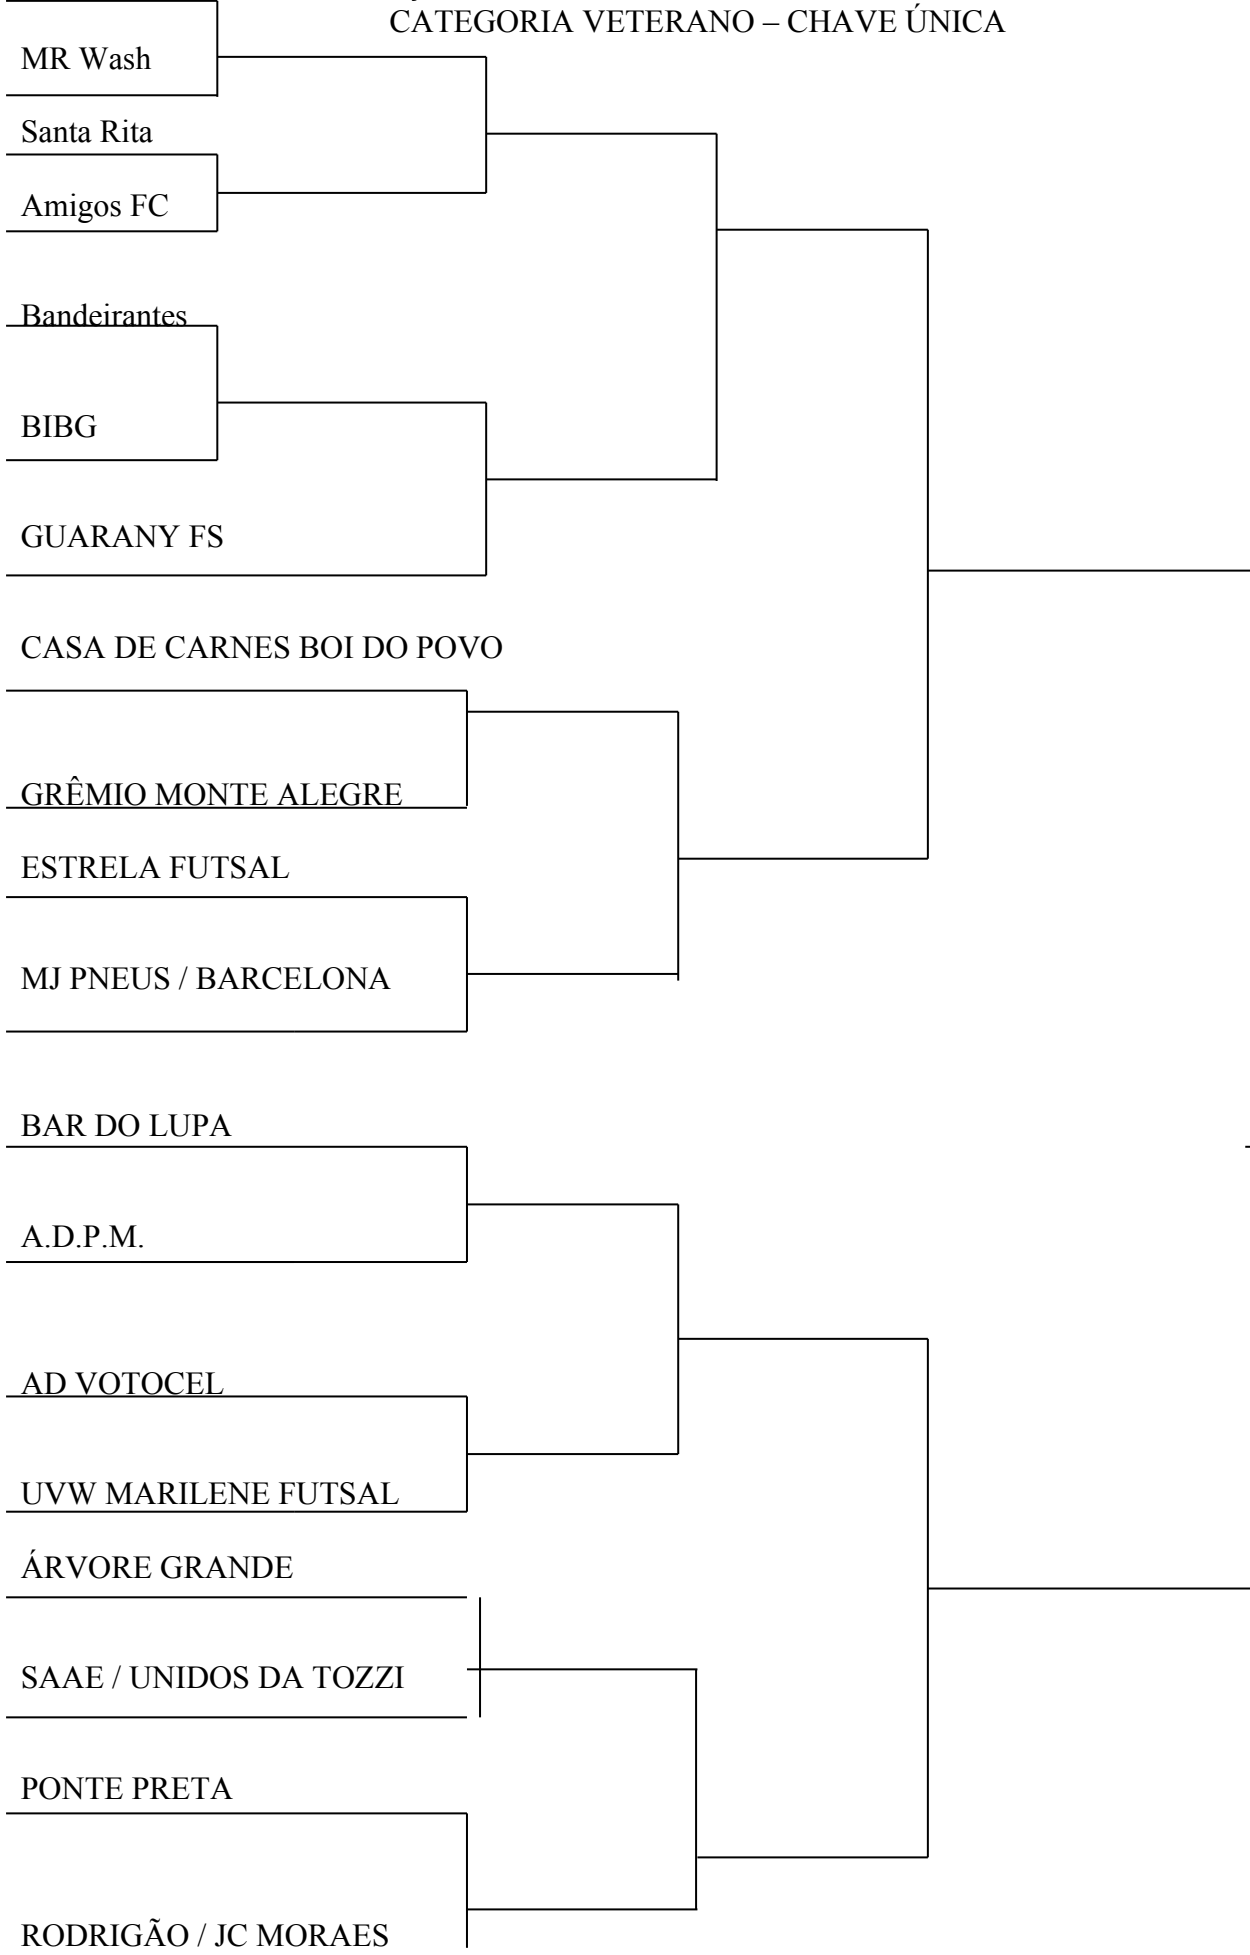 CATEGORIA VETERANO – CHAVE ÚNICA
MR Wash
Santa Rita
Amigos FC
Bandeirantes
BIBG
GUARANY FS
CASA DE CARNES BOI DO POVO
GRÊMIO MONTE ALEGRE
ESTRELA FUTSAL
MJ PNEUS / BARCELONA
BAR DO LUPA
A.D.P.M.
AD VOTOCEL
UVW MARILENE FUTSAL
ÁRVORE GRANDE
SAAE / UNIDOS DA TOZZI
PONTE PRETA
RODRIGÃO / JC MORAES